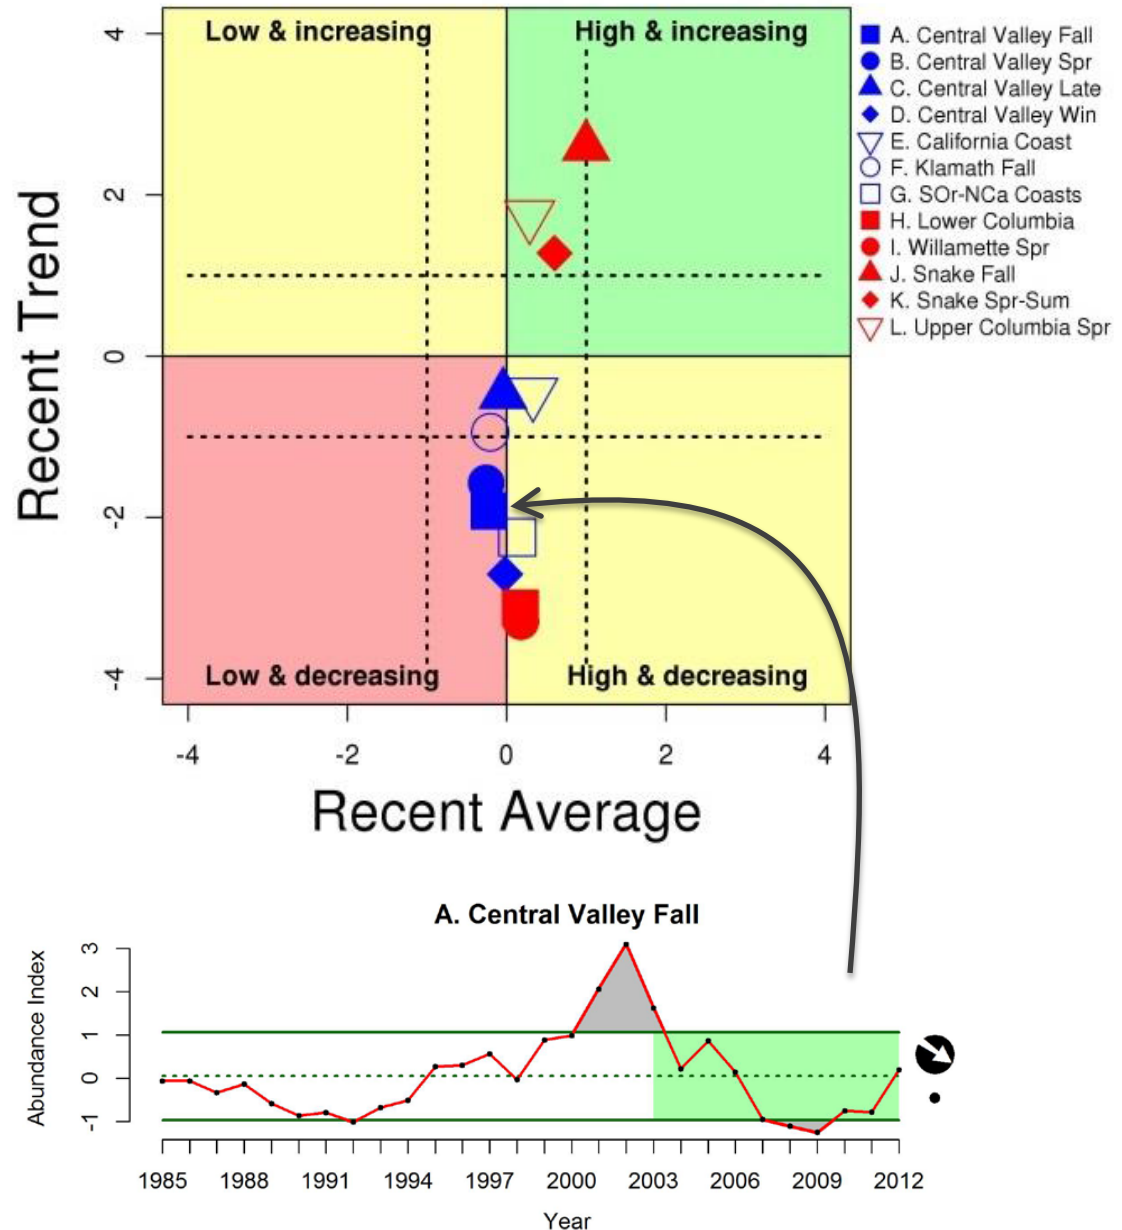 4
Low & increasing
High & increasing
2
0
-2
-4
Recent Trend
Low & decreasing
High & decreasing
-4 -2 0 2 4
Recent Average
A. Central Valley Fall
B. Central Valley Spr
C. Central Valley Late
D. Central Valley Win
E. California Coast
F. Klamath Fall
G. SOr-NCa Coasts
H. Lower Columbia
I. Willamette Spr
J. Snake Fall
K. Snake Spr-Sum
L. Upper Columbia Spr
A. Central Valley Fall
Abundance Index
3
2
1
0
-1
1985 1988 1991 1994 1997 2000 2003 2006 2009 2012
Year